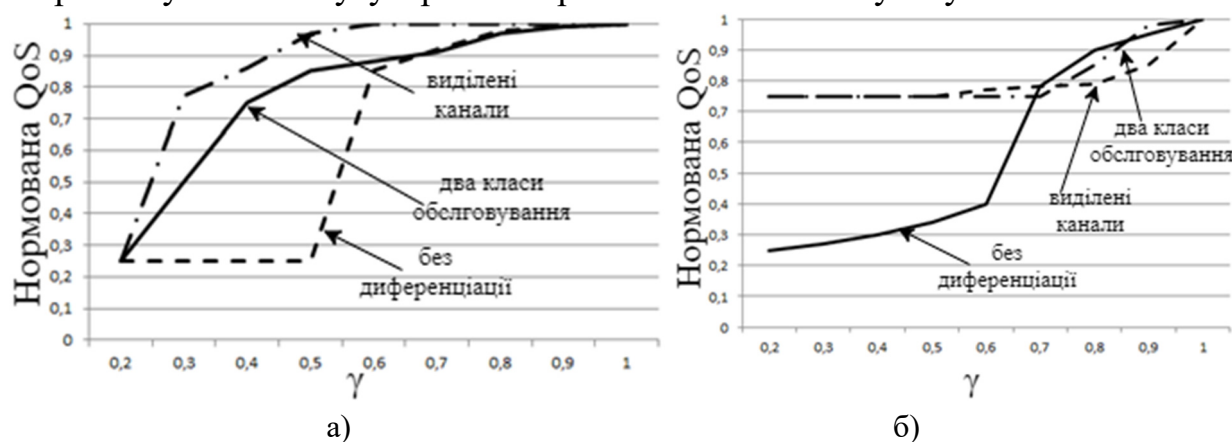 Нормована QoS
1
0,9
0,8
0,7
0,6
0,5
0,4
0,3
0,2
0,1
0
0,2 0,3 0,4 0,5 0,6 0,7 0,8 0,9 1
γ
виділені
канали
два класи
обслговування
без
диференціації
а)
Нормована QoS
1
0,9
0,8
0,7
0,6
0,5
0,4
0,3
0,2
0,1
0
0,2 0,3 0,4 0,5 0,6 0,7 0,8 0,9 1
γ
два класи
обслговування
виділені
канали
без
диференціації
б)